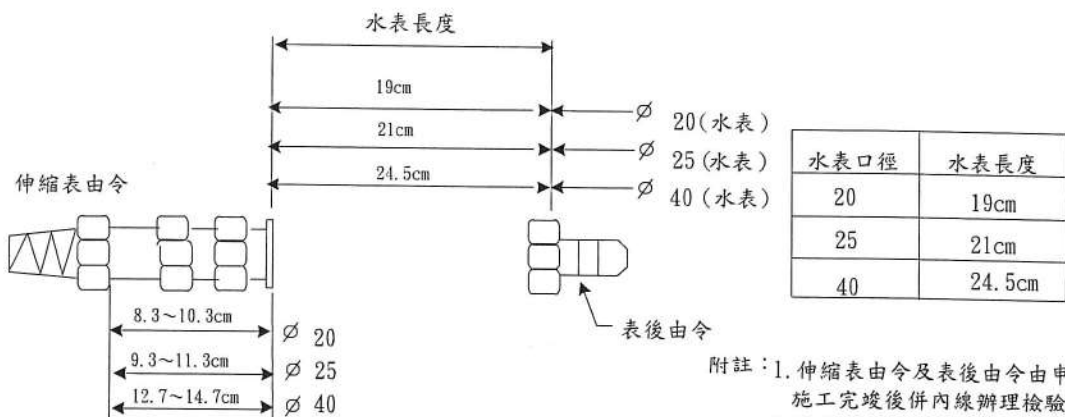 水表長度
19cm
∅ 20(水表)
21cm
∅ 25(水表)
24.5cm
∅ 40(水表)
伸縮表由令
水表口徑 水表長度
20 19cm
25 21cm
40 24.5cm
8.3~10.3cm ∅ 20
9.3~11.3cm ∅ 25
12.7~14.7cm ∅ 40
表後由令
附註:1.伸縮表由令及表後由令由申
施工完竣後併內線辦理檢驗